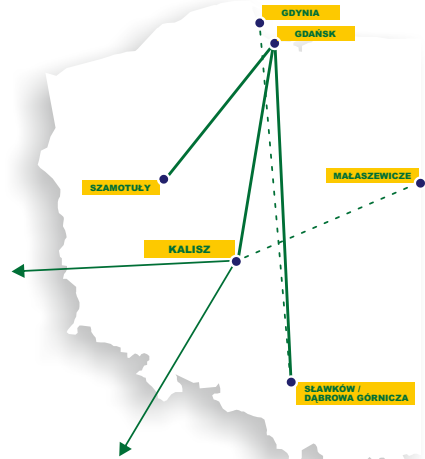 GDYNIA
GDAŃSK
MAŁASZEWICZE
SZAMOTUŁY
KALISZ
SŁAWKÓW /
DĄBROWA GÓRNICZA